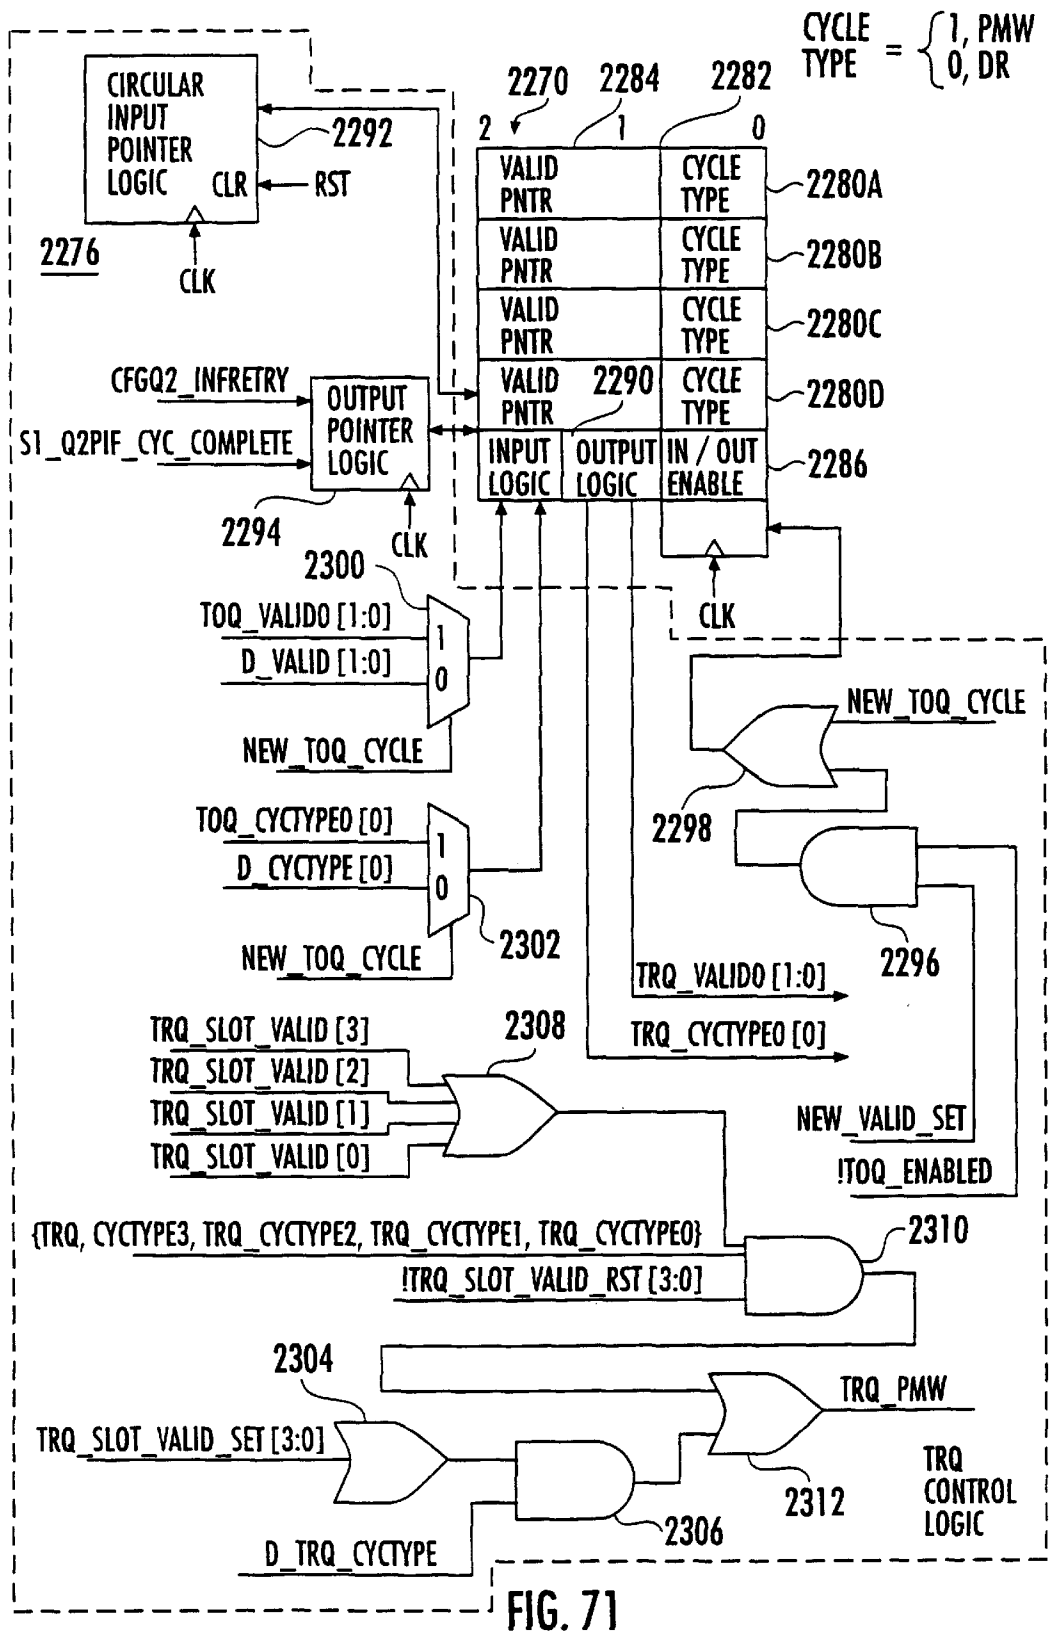 CYCLE TYPE = { 1, PMW
0, DR
CIRCULAR
INPUT
POINTER
LOGIC
CLR
RST
2292
2276
CLK
2270
2284
2282
2 1 0
VALID PNTR
CYCLE TYPE
2280A
VALID PNTR
CYCLE TYPE
2280B
VALID PNTR
CYCLE TYPE
2280C
VALID PNTR
2290
CYCLE TYPE
2280D
INPUT LOGIC
OUTPUT LOGIC
IN / OUT ENABLE
2286
CLK
CFGQ2_INFRETRY
S1_Q2PIF_CYC_COMPLETE
OUTPUT
POINTER
LOGIC
2294
CLK
2300
TOQ_VALID0 [1:0]
1
D_VALID [1:0]
0
NEW_TOQ_CYCLE
NEW_TOQ_CYCLE
2298
TOQ_CYCTYPE0 [0]
1
D_CYCTYPE [0]
0
2302
NEW_TOQ_CYCLE
2296
TRQ_VALID0 [1:0]
TRQ_CYCTYPE0 [0]
TRQ_SLOT_VALID [3]
TRQ_SLOT_VALID [2]
TRQ_SLOT_VALID [1]
TRQ_SLOT_VALID [0]
2308
NEW_VALID_SET
!TOQ_ENABLED
{TRQ, CYCTYPE3, TRQ_CYCTYPE2, TRQ_CYCTYPE1, TRQ_CYCTYPE0}
!TRQ_SLOT_VALID_RST [3:0]
2310
2304
TRQ_SLOT_VALID_SET [3:0]
D_TRQ_CYCTYPE
2306
TRQ_PMW
2312
TRQ
CONTROL
LOGIC
FIG. 71